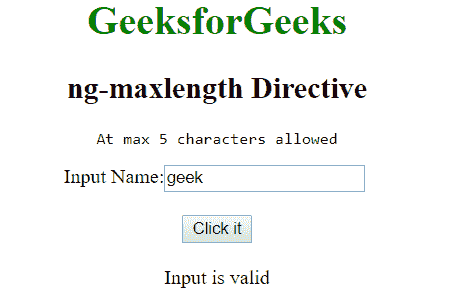 GeeksforGeeks
ng-maxlength Directive
At max 5 characters allowed
Input Name:geek
Click it
Input is valid